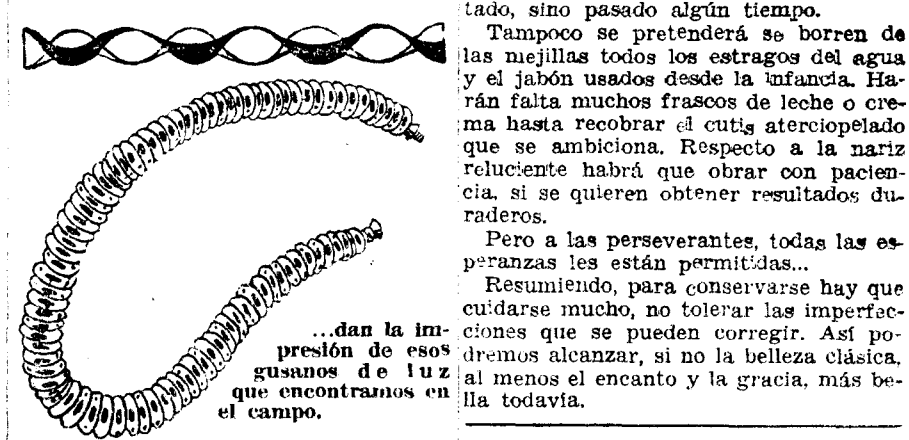 ...dan la im-
presión de esos
gusanos de luz
que encontramos en
el campo.
tado, sino pasado algún tiempo.
Tampoco se pretenderá se borren de
las mejillas todos los estragos del agua
y el jabón usados desde la infancia. Ha-
rán falta muchos frascos de leche o cre-
ma hasta recobrar el cutis aterciopelado
que se ambiciona. Respecto a la nariz
reluciente habrá que obrar con pacien-
cia, si se quieren obtener resultados du-
raderos.
Pero a las perseverantes, todas las es-
peranzas les están permitidas...
Resumiendo, para conservarse hay que
cuidarse mucho, no tolerar las imperfec-
ciones que se pueden corregir. Así po-
dremos alcanzar, si no la belleza clásica,
al menos el encanto y la gracia, más be-
lla todavía.